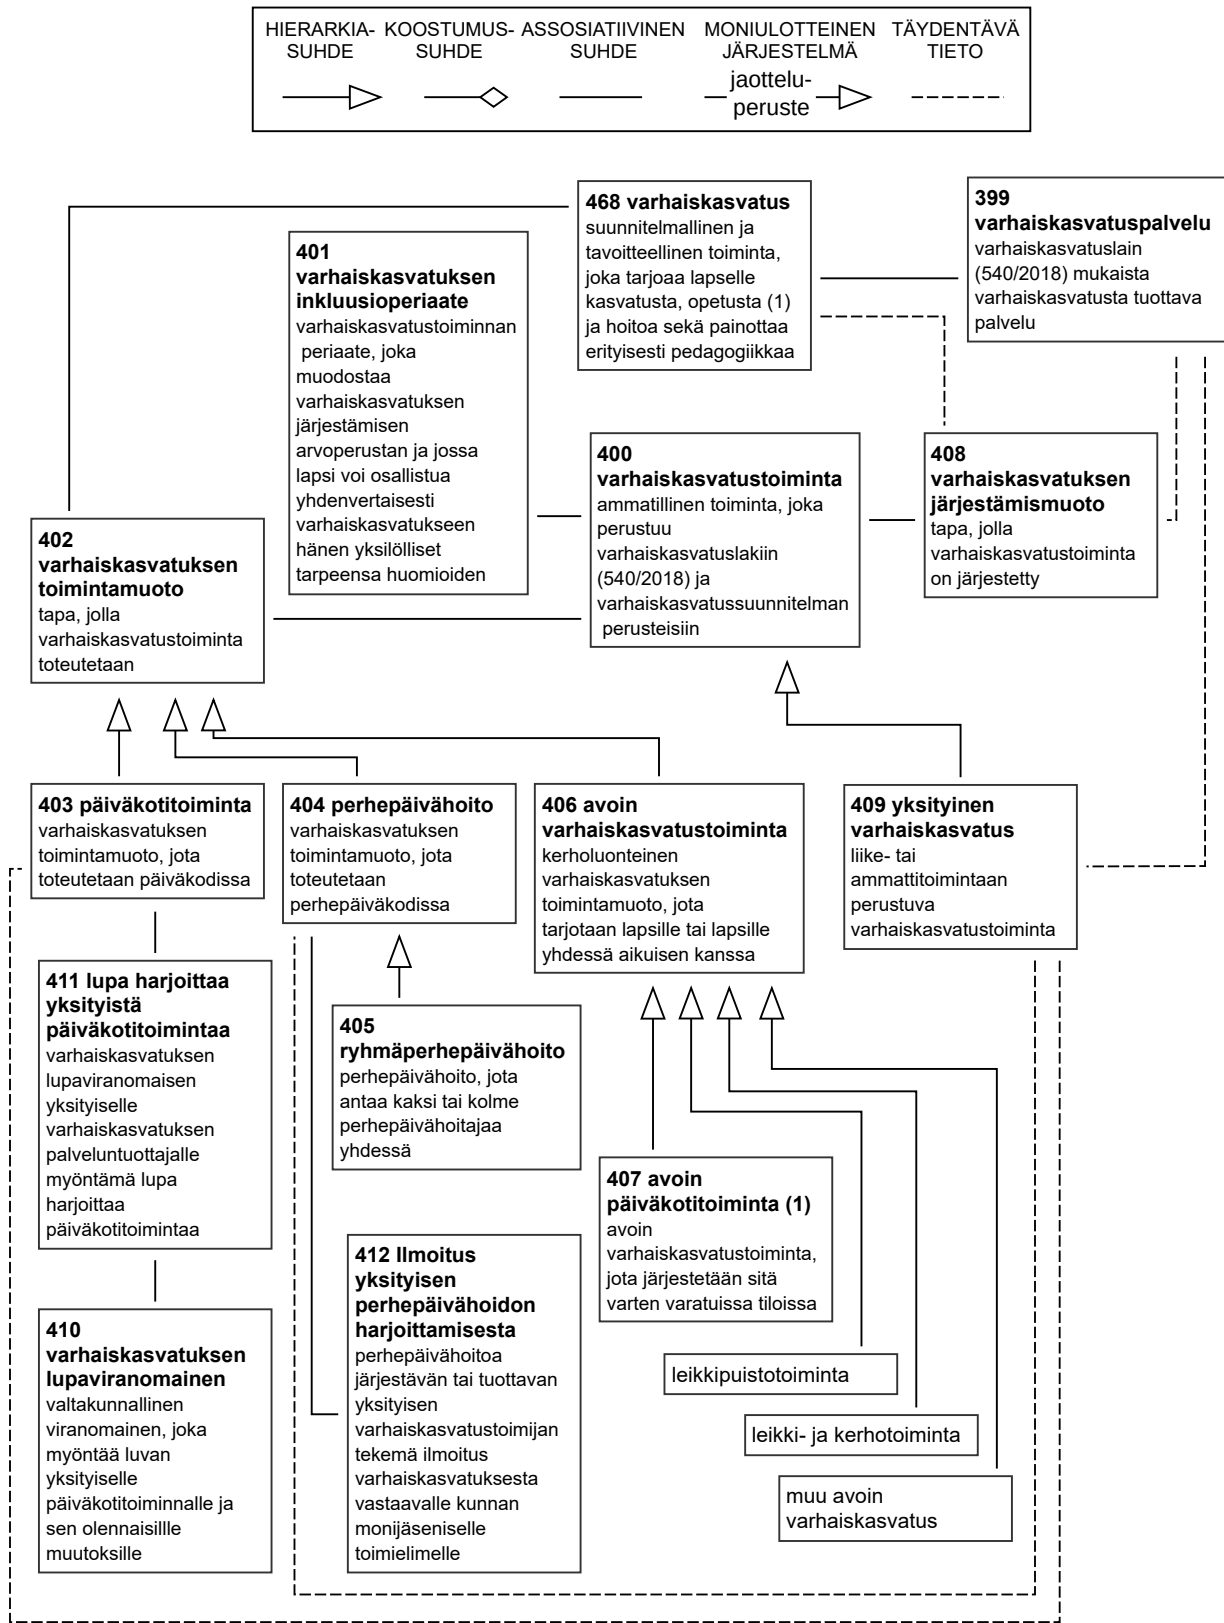 HIERARKIA-
SUHDE
KOOSTUMUS-
SUHDE
ASSOSIATIIVINEN
SUHDE
MONIULOTTEINEN
JÄRJESTELMÄ
jaottelu-
peruste
TÄYDENTÄVÄ
TIETO
468 varhaiskasvatus
suunnitelmallinen ja
tavoitteellinen toiminta,
joka tarjoaa lapselle
kasvatusta, opetusta (1)
ja hoitoa sekä painottaa
erityisesti pedagogiikkaa
399
varhaiskasvatuspalvelu
varhaiskasvatuslain
(540/2018) mukaista
varhaiskasvatusta tuottava
palvelu
401
varhaiskasvatuksen
inkluusioperiaate
varhaiskasvatustoiminnan
periaate, joka
muodostaa
varhaiskasvatuksen
järjestämisen
arvoperustan ja jossa
lapsi voi osallistua
yhdenvertaisesti
varhaiskasvatukseen
hänen yksilölliset
tarpeensa huomioiden
400
varhaiskasvatustoiminta
ammatillinen toiminta, joka
perustuu
varhaiskasvatuslakiin
(540/2018) ja
varhaiskasvatussuunnitelman
perusteisiin
408
varhaiskasvatuksen
järjestämismuoto
tapa, jolla
varhaiskasvatustoiminta
on järjestetty
402
varhaiskasvatuksen
toimintamuoto
tapa, jolla
varhaiskasvatustoiminta
toteutetaan
403 päiväkotitoiminta
varhaiskasvatuksen
toimintamuoto, jota
toteutetaan päiväkodissa
404 perhepäivähoito
varhaiskasvatuksen
toimintamuoto, jota
toteutetaan
perhepäiväkodissa
406 avoin
varhaiskasvatustoiminta
kerholuonteinen
varhaiskasvatuksen
toimintamuoto, jota
tarjotaan lapsille tai lapsille
yhdessä aikuisen kanssa
409 yksityinen
varhaiskasvatus
liike- tai
ammattitoimintaan
perustuva
varhaiskasvatustoiminta
411 lupa harjoittaa
yksityistä
päiväkotitoimintaa
varhaiskasvatuksen
lupaviranomaisen
yksityiselle
varhaiskasvatuksen
palveluntuottajalle
myöntämä lupa
harjoittaa
päiväkotitoimintaa
405
ryhmäperhepäivähoito
perhepäivähoito, jota
antaa kaksi tai kolme
perhepäivähoitajaa
yhdessä
407 avoin
päiväkotitoiminta (1)
avoin
varhaiskasvatustoiminta,
jota järjestetään sitä
varten varatuissa tiloissa
412 Ilmoitus
yksityisen
perhepäivähoidon
harjoittamisesta
perhepäivähoitoa
järjestävän tai tuottavan
yksityisen
varhaiskasvatustoimijan
tekemä ilmoitus
varhaiskasvatuksesta
vastaavalle kunnan
monijäseniselle
toimielimelle
410
varhaiskasvatuksen
lupaviranomainen
valtakunnallinen
viranomainen, joka
myöntää luvan
yksityiselle
päiväkotitoiminnalle ja
sen olennaisillle
muutoksille
leikkipuistotoiminta
leikki- ja kerhotoiminta
muu avoin
varhaiskasvatus